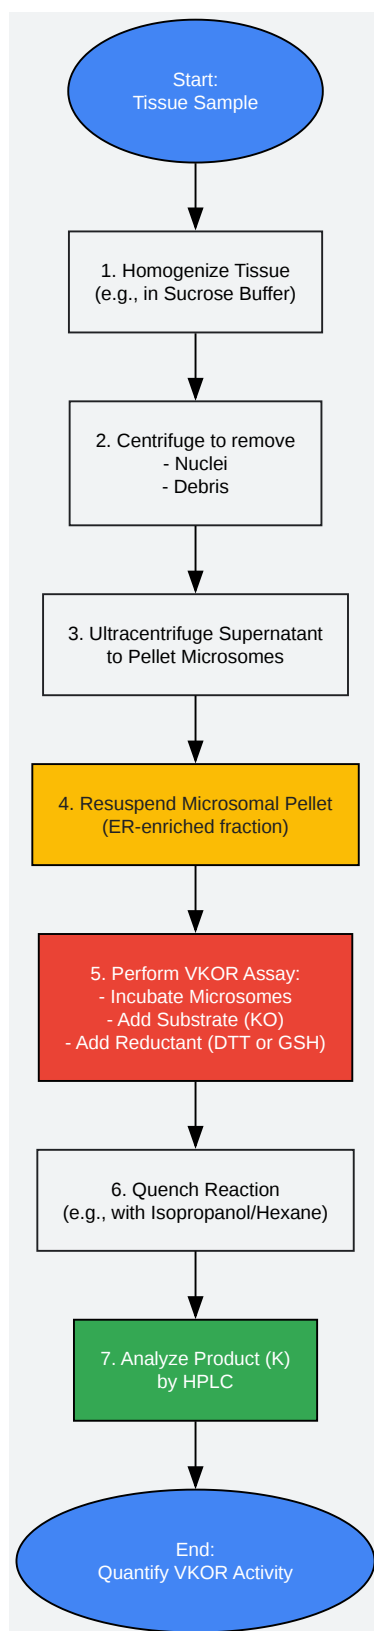 Start:
Tissue Sample
1. Homogenize Tissue
(e.g., in Sucrose Buffer)
2. Centrifuge to remove
- Nuclei
- Debris
3. Ultracentrifuge Supernatant
to Pellet Microsomes
4. Resuspend Microsomal Pellet
(ER-enriched fraction)
5. Perform VKOR Assay:
- Incubate Microsomes
- Add Substrate (KO)
- Add Reductant (DTT or GSH)
6. Quench Reaction
(e.g., with Isopropanol/Hexane)
7. Analyze Product (K)
by HPLC
End:
Quantify VKOR Activity